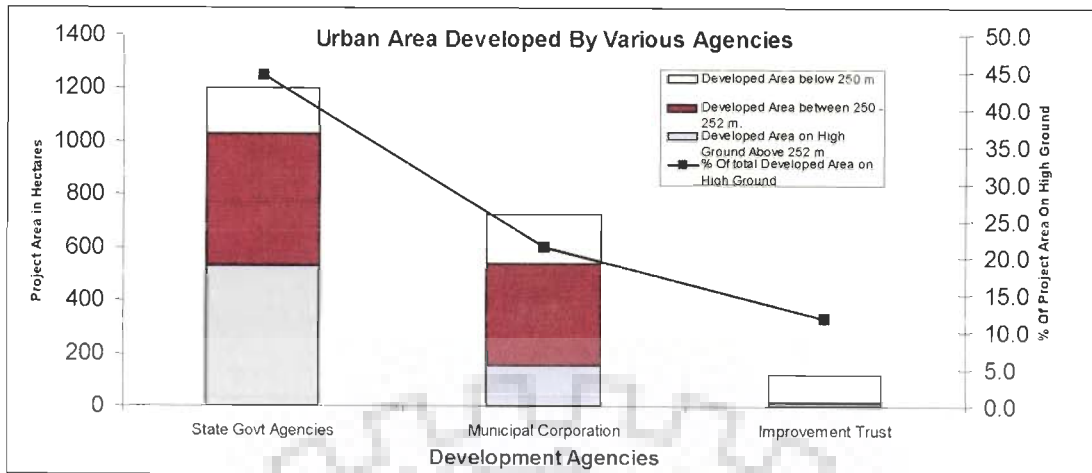 Urban Area Developed By Various Agencies
1400
1200
1000
800
600
400
200
0
Project Area in Hectares
50.0
45.0
40.0
35.0
30.0
25.0
20.0
15.0
10.0
5.0
0.0
% Of Project Area On High Ground
Developed Area below 250 m
Developed Area between 250 -
252 m.
Developed Area on High
Ground Above 252 m
% Of total Developed Area on
High Ground
State Govt Agencies
Municipal Corporation
Improvement Trust
Development Agencies